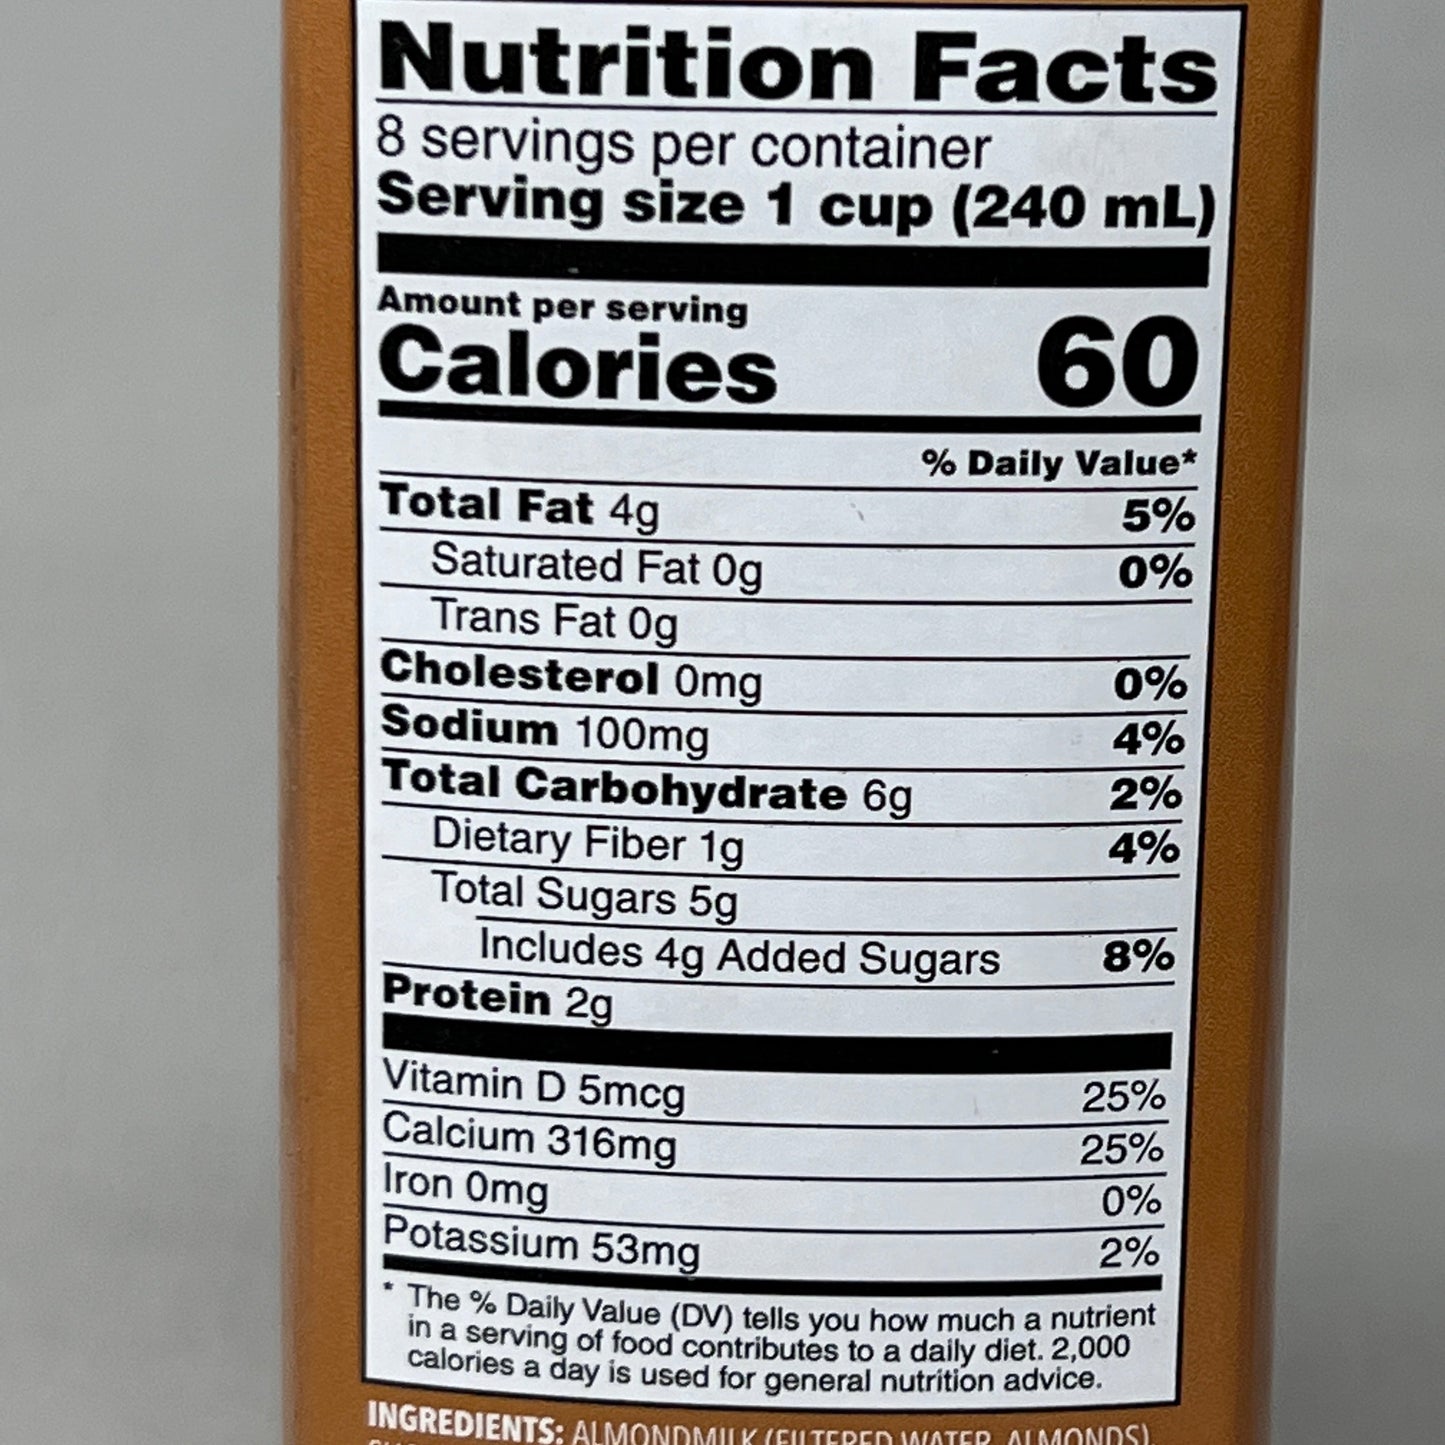 Nutrition Facts
8 servings per container
Serving size 1 cup (240 mL)
Amount per serving
Calories 60
% Daily Value*
Total Fat 4g 5%
Saturated Fat 0g 0%
Trans Fat 0g
Cholesterol 0mg 0%
Sodium 100mg 4%
Total Carbohydrate 6g 2%
Dietary Fiber 1g 4%
Total Sugars 5g
Includes 4g Added Sugars 8%
Protein 2g
Vitamin D 5mcg 25%
Calcium 316mg 25%
Iron 0mg 0%
Potassium 53mg 2%
* The % Daily Value (DV) tells you how much a nutrient
in a serving of food contributes to a daily diet. 2,000
calories a day is used for general nutrition advice.
INGREDIENTS: ALMONDMILK (FILTERED WATER, ALMONDS),